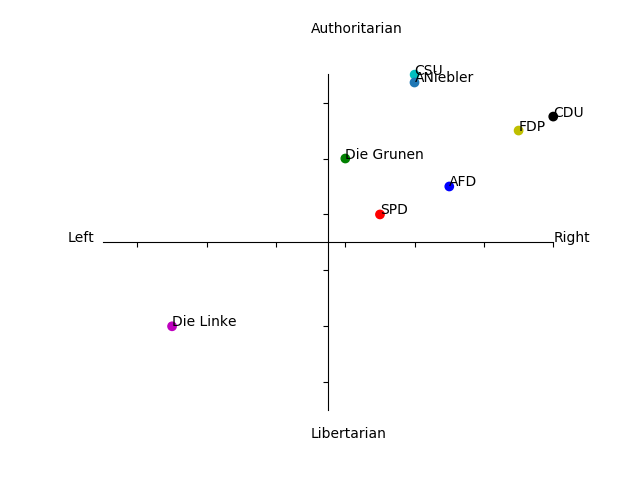 Authoritarian
CSU
ANiebler
CDU
FDP
Die Grunen
AFD
SPD
Left
Right
Die Linke
Libertarian